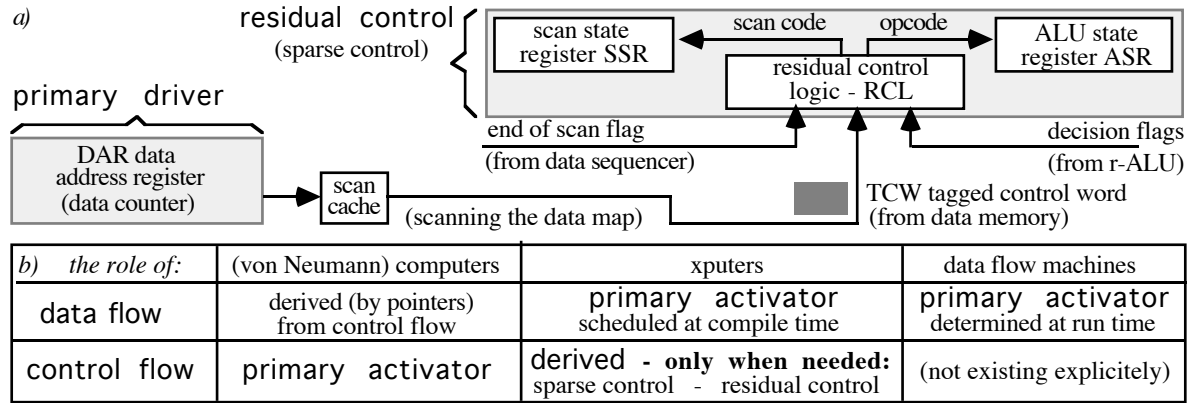 a)
residual control
(sparse control)
scan state
register SSR
scan code
opcode
ALU state
register ASR
residual control
logic - RCL
primary driver
DAR data
address register
(data counter)
scan
cache
(scanning the data map)
end of scan flag
(from data sequencer)
decision flags
(from r-ALU)
TCW tagged control word
(from data memory)
b) the role of: (von Neumann) computers xputers data flow machines
data flow
derived (by pointers)
from control flow
primary activator
scheduled at compile time
primary activator
determined at run time
control flow
primary activator
derived - only when needed:
sparse control - residual control
(not existing explicitely)